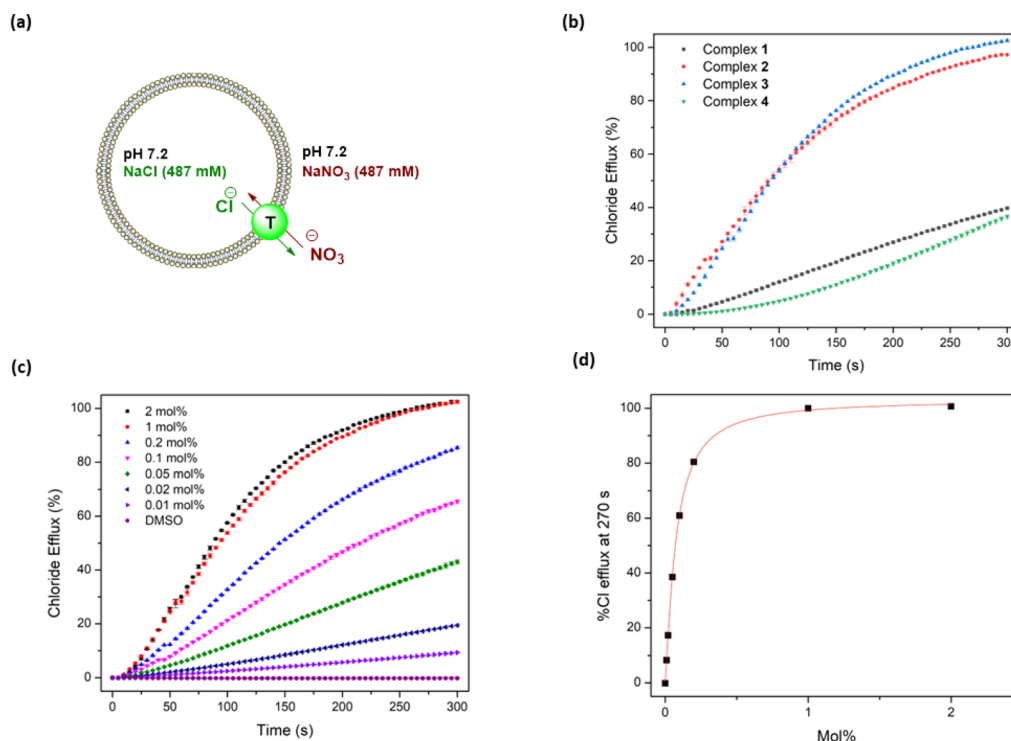 (a)
pH 7.2
NaCl (487 mM)
pH 7.2
NaNO3 (487 mM)
Cl
⊖
T
⊖
NO3
(b)
Chloride Efflux (%)
100
80
60
40
20
0
Complex 1
Complex 2
Complex 3
Complex 4
0 50 100 150 200 250 30
Time (s)
(c)
Chloride Efflux (%)
100
80
60
40
20
0
2 mol%
1 mol%
0.2 mol%
0.1 mol%
0.05 mol%
0.02 mol%
0.01 mol%
DMSO
0 50 100 150 200 250 300
Time (s)
(d)
%Cl efflux at 270 s
100
80
60
40
20
0
0 1 2
Mol%